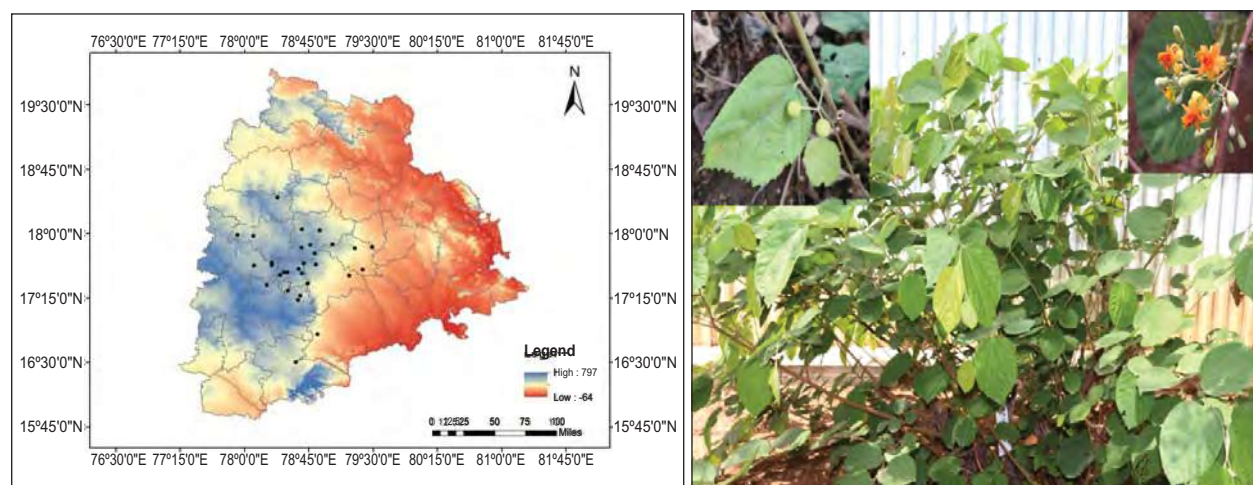 76°30'0"E 77°15'0"E 78°0'0"E 78°45'0"E 79°30'0"E 80°15'0"E 81°0'0"E 81°45'0"E
N
19°30'0"N 19°30'0"N
18°45'0"N 18°45'0"N
18°0'0"N 18°0'0"N
17°15'0"N 17°15'0"N
16°30'0"N 16°30'0"N
15°45'0"N 15°45'0"N
Legend
High : 797
Low : -64
0 50 75 100
Miles
76°30'0"E 77°15'0"E 78°0'0"E 78°45'0"E 79°30'0"E 80°15'0"E 81°0'0"E 81°45'0"E